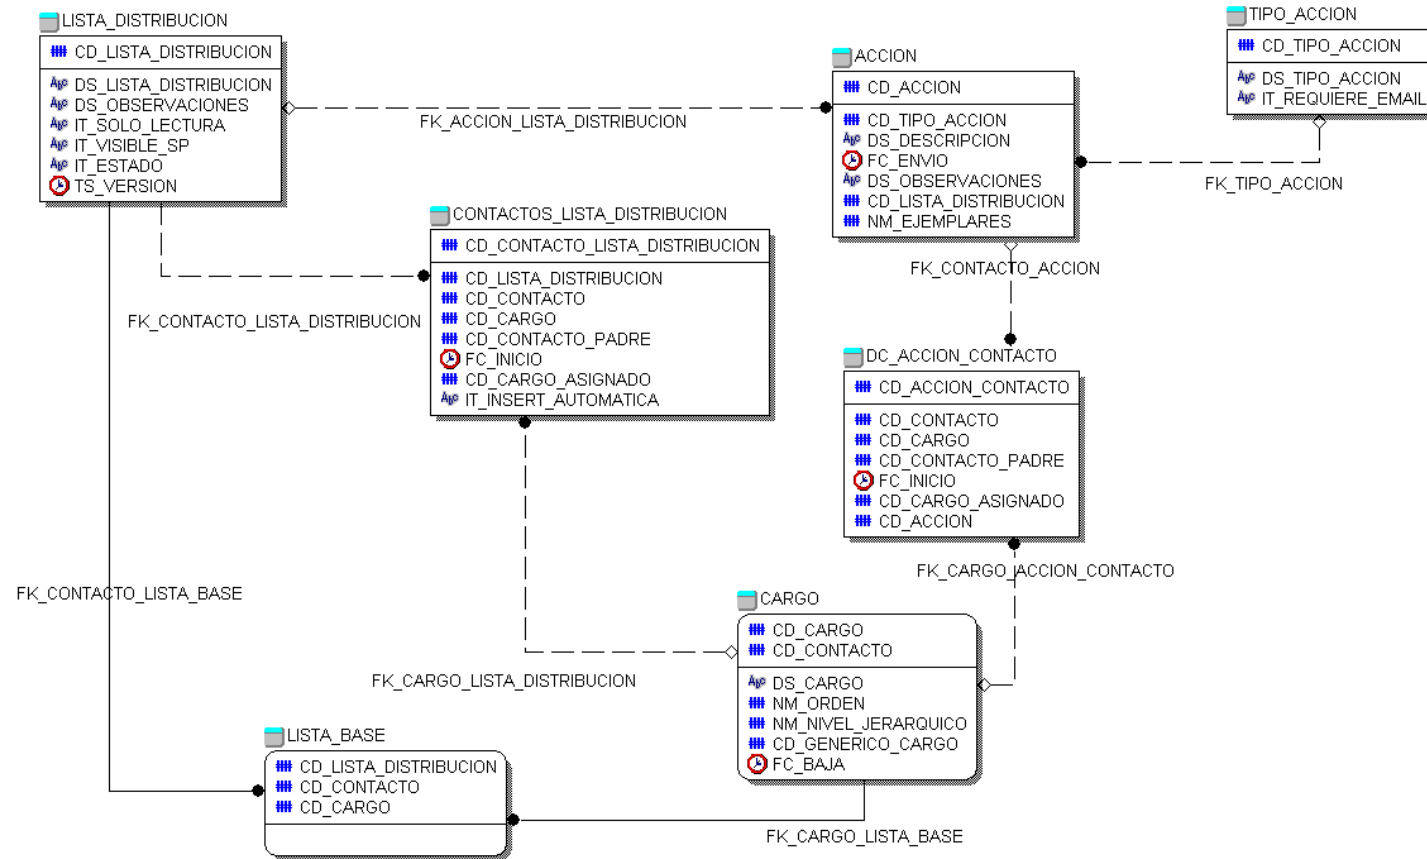 LISTA_DISTRIBUCION
CD_LISTA_DISTRIBUCION
DS_LISTA_DISTRIBUCION
DS_OBSERVACIONES
IT_SOLO_LECTURA
IT_VISIBLE_SP
IT_ESTADO
TS_VERSION
FK_ACCION_LISTA_DISTRIBUCION
ACCION
CD_ACCION
CD_TIPO_ACCION
DS_DESCRIPCION
FC_ENVIO
DS_OBSERVACIONES
CD_LISTA_DISTRIBUCION
NM_EJEMPLARES
TIPO_ACCION
CD_TIPO_ACCION
DS_TIPO_ACCION
IT_REQUIERE_EMAIL
FK_TIPO_ACCION
CONTACTOS_LISTA_DISTRIBUCION
CD_CONTACTO_LISTA_DISTRIBUCION
CD_LISTA_DISTRIBUCION
CD_CONTACTO
CD_CARGO
CD_CONTACTO_PADRE
FC_INICIO
CD_CARGO_ASIGNADO
IT_INSERT_AUTOMATICA
FK_CONTACTO_LISTA_DISTRIBUCION
FK_CONTACTO_ACCION
DC_ACCION_CONTACTO
CD_ACCION_CONTACTO
CD_CONTACTO
CD_CARGO
CD_CONTACTO_PADRE
FC_INICIO
CD_CARGO_ASIGNADO
CD_ACCION
FK_CARGO_ACCION_CONTACTO
FK_CONTACTO_LISTA_BASE
CARGO
CD_CARGO
CD_CONTACTO
DS_CARGO
NM_ORDEN
NM_NIVEL_JERARQUICO
CD_GENERICO_CARGO
FC_BAJA
FK_CARGO_LISTA_DISTRIBUCION
LISTA_BASE
CD_LISTA_DISTRIBUCION
CD_CONTACTO
CD_CARGO
FK_CARGO_LISTA_BASE